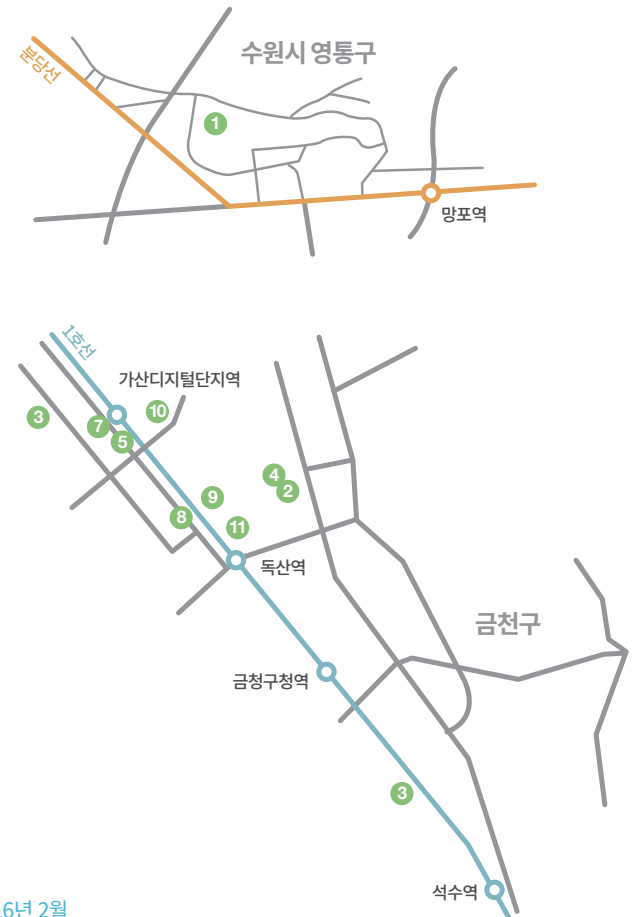 수원시 영통구
분당선
1
망포역
1호선
가산디지털단지역
3
10
7
5
4
2
9
8
11
독산역
금천구
금청구청역
3
석수역
6년 2월